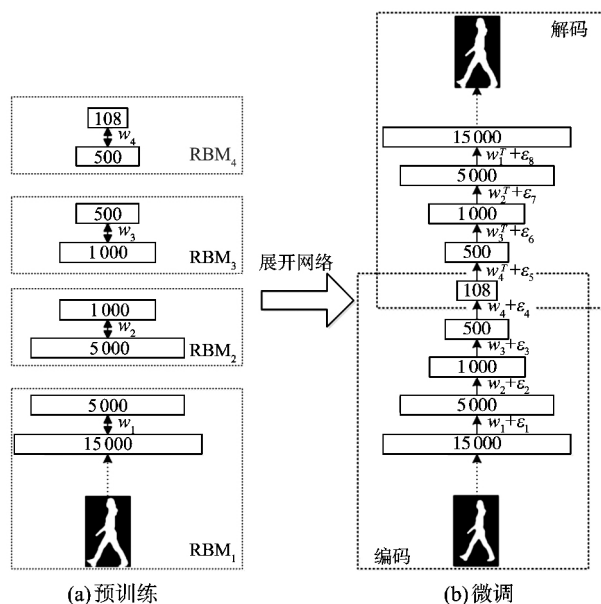 108
w₄
500
RBM₄
500
w₃
1 000
RBM₃
1 000
w₂
5 000
RBM₂
5 000
w₁
15 000
RBM₁
(a) 预训练
展开网络
解码
15 000
w₁ᵀ+ε₈
5 000
w₂ᵀ+ε₇
1 000
w₃ᵀ+ε₆
500
w₄ᵀ+ε₅
108
w₄+ε₄
500
w₃+ε₃
1 000
w₂+ε₂
5 000
w₁+ε₁
15 000
编码
(b) 微调